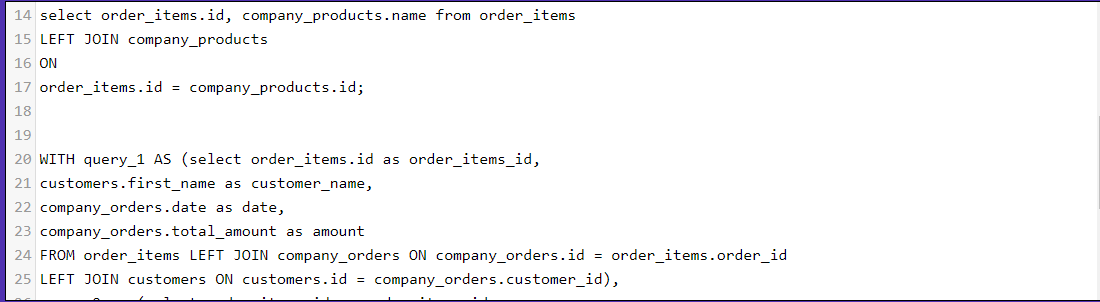 14 select order_items.id, company_products.name from order_items
15 LEFT JOIN company_products
16 ON
17 order_items.id = company_products.id;
18
19
20 WITH query_1 AS (select order_items.id as order_items_id,
21 customers.first_name as customer_name,
22 company_orders.date as date,
23 company_orders.total_amount as amount
24 FROM order_items LEFT JOIN company_orders ON company_orders.id = order_items.order_id
25 LEFT JOIN customers ON customers.id = company_orders.customer_id),